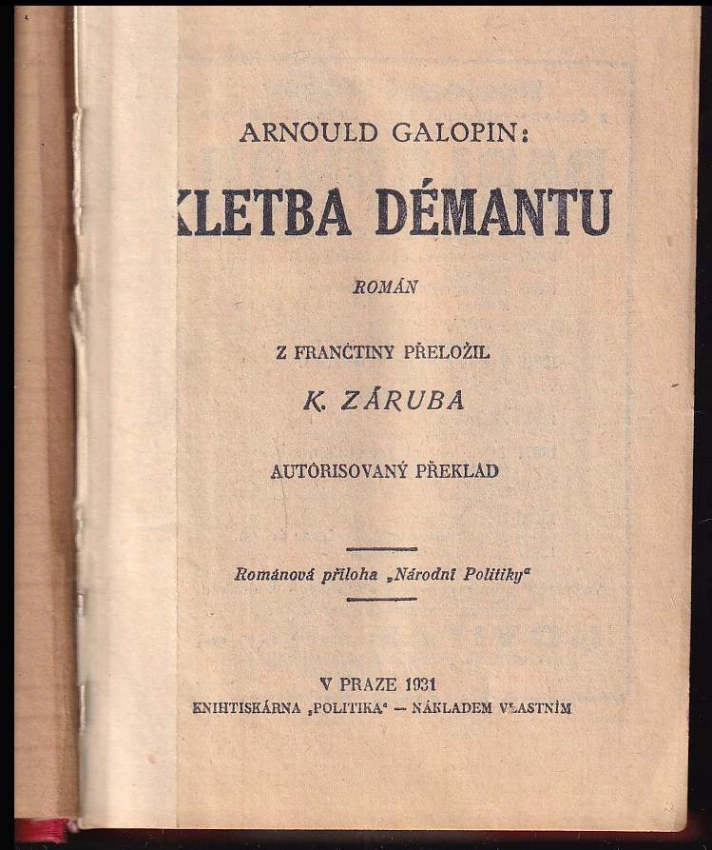 ARNOULD GALOPIN:
KLETBA DÉMANTU
ROMÁN
Z FRANČTINY PŘELOŽIL
K. ZÁRUBA
AUTORISOVANÝ PŘEKLAD
Románová příloha „Národní Politiky“
V PRAZE 1931
KNIHTISKÁRNA „POLITIKA“ — NÁKLADEM VLASTNÍM